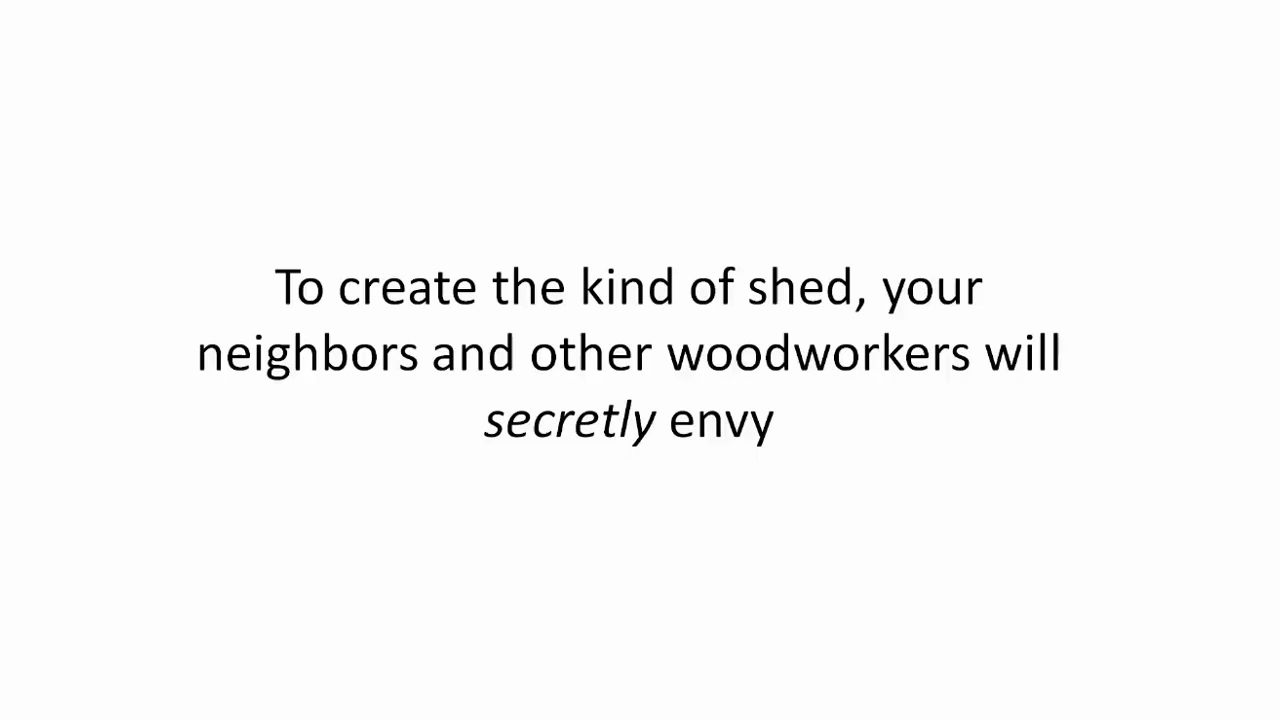 To create the kind of shed, your
neighbors and other woodworkers will
secretly envy